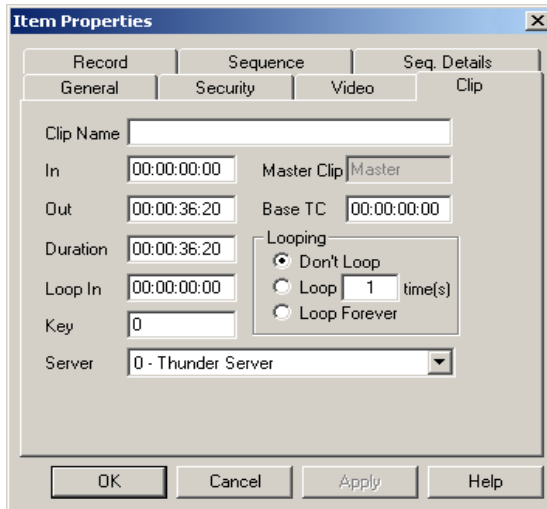 Item Properties
Record Sequence Seq. Details
General Security Video Clip
Clip Name
In 00:00:00:00 Master Clip Master
Out 00:00:36:20 Base TC 00:00:00:00
Duration 00:00:36:20 Looping
Don't Loop
Loop In 00:00:00:00 Loop 1 time(s)
Key 0 Loop Forever
Server 0 - Thunder Server
OK Cancel Apply Help